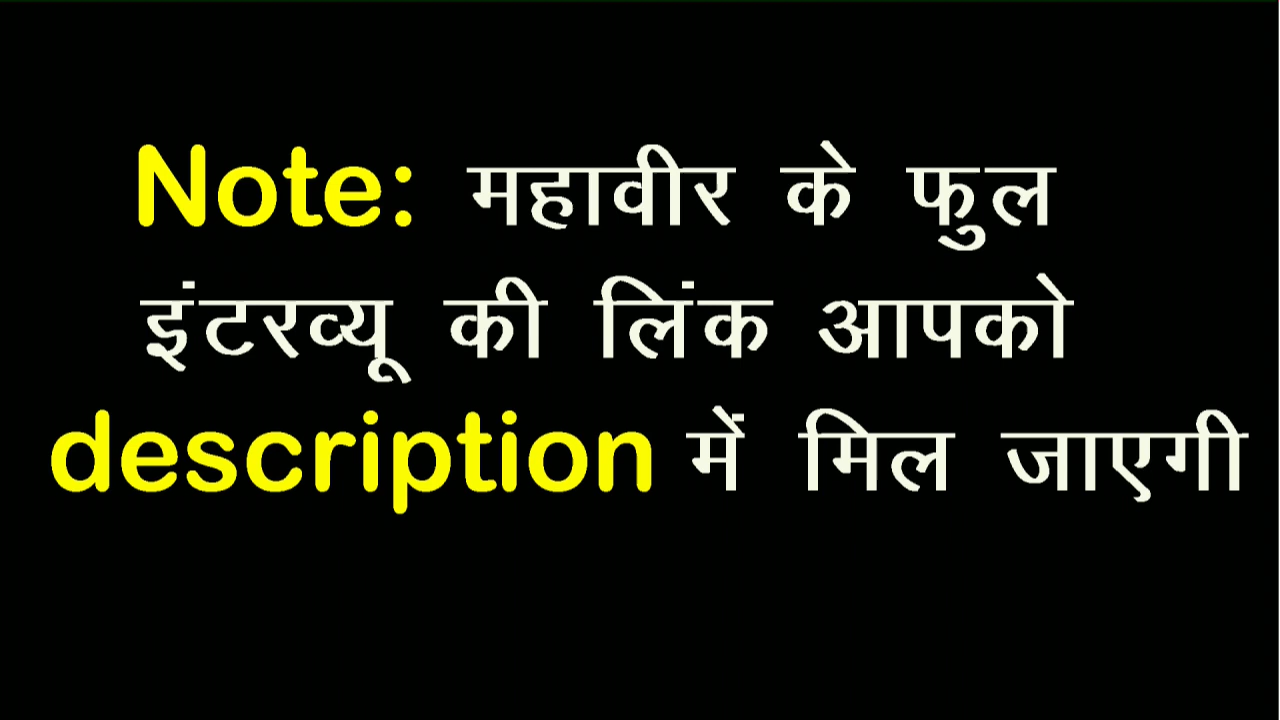 Note: महावीर के फुल
इंटरव्यू की लिंक आपको
description में मिल जाएगी